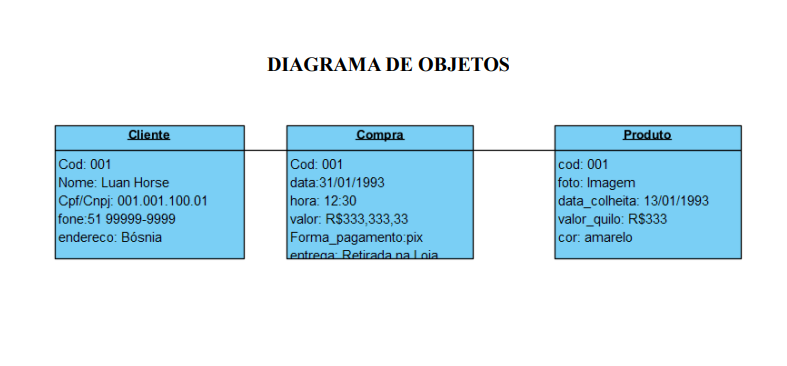 DIAGRAMA DE OBJETOS
Cliente
Cod: 001
Nome: Luan Horse
Cpf/Cnpj: 001.001.100.01
fone:51 99999-9999
endereco: Bósnia
Compra
Cod: 001
data:31/01/1993
hora: 12:30
valor: R$333,333,33
Forma_pagamento:pix
entrega: Retirada na Loja
Produto
cod: 001
foto: Imagem
data_colheita: 13/01/1993
valor_quilo: R$333
cor: amarelo